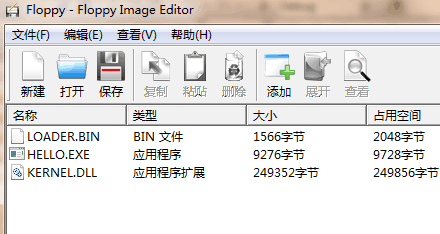 Floppy - Floppy Image Editor
文件(F) 编辑(E) 查看(V) 帮助(H)
新建 打开 保存 复制 粘贴 删除 添加 展开 查看
名称 类型 大小 占用空间
LOADER.BIN BIN 文件 1566字节 2048字节
HELLO.EXE 应用程序 9276字节 9728字节
KERNEL.DLL 应用程序扩展 249352字节 249856字节